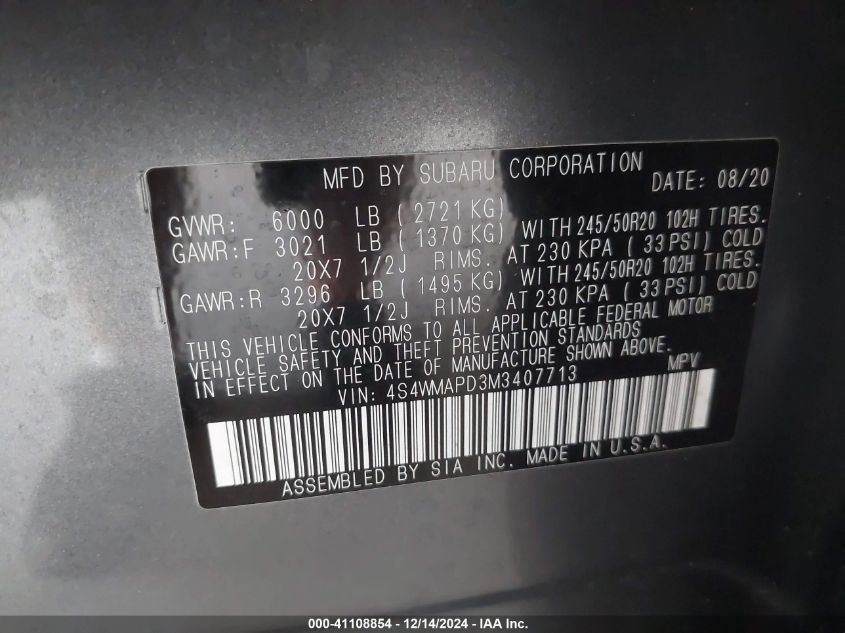 MFD BY SUBARU CORPORATION DATE: 08/20
GVWR: 6000 LB ( 2721 KG)
GAWR:F 3021 LB ( 1370 KG) WITH 245/50R20 102H TIRES.
20X7 1/2J RIMS. AT 230 KPA ( 33 PSI) COLD
GAWR:R 3296 LB ( 1495 KG) WITH 245/50R20 102H TIRES.
20X7 1/2J RIMS. AT 230 KPA ( 33 PSI) COLD
THIS VEHICLE CONFORMS TO ALL APPLICABLE FEDERAL MOTOR
VEHICLE SAFETY AND THEFT PREVENTION STANDARDS
IN EFFECT ON THE DATE OF MANUFACTURE SHOWN ABOVE.
VIN: 4S4WMAPD3M3407713 MPV
ASSEMBLED BY SIA INC. MADE IN U.S.A.
000-41108854 - 12/14/2024 - IAA Inc.